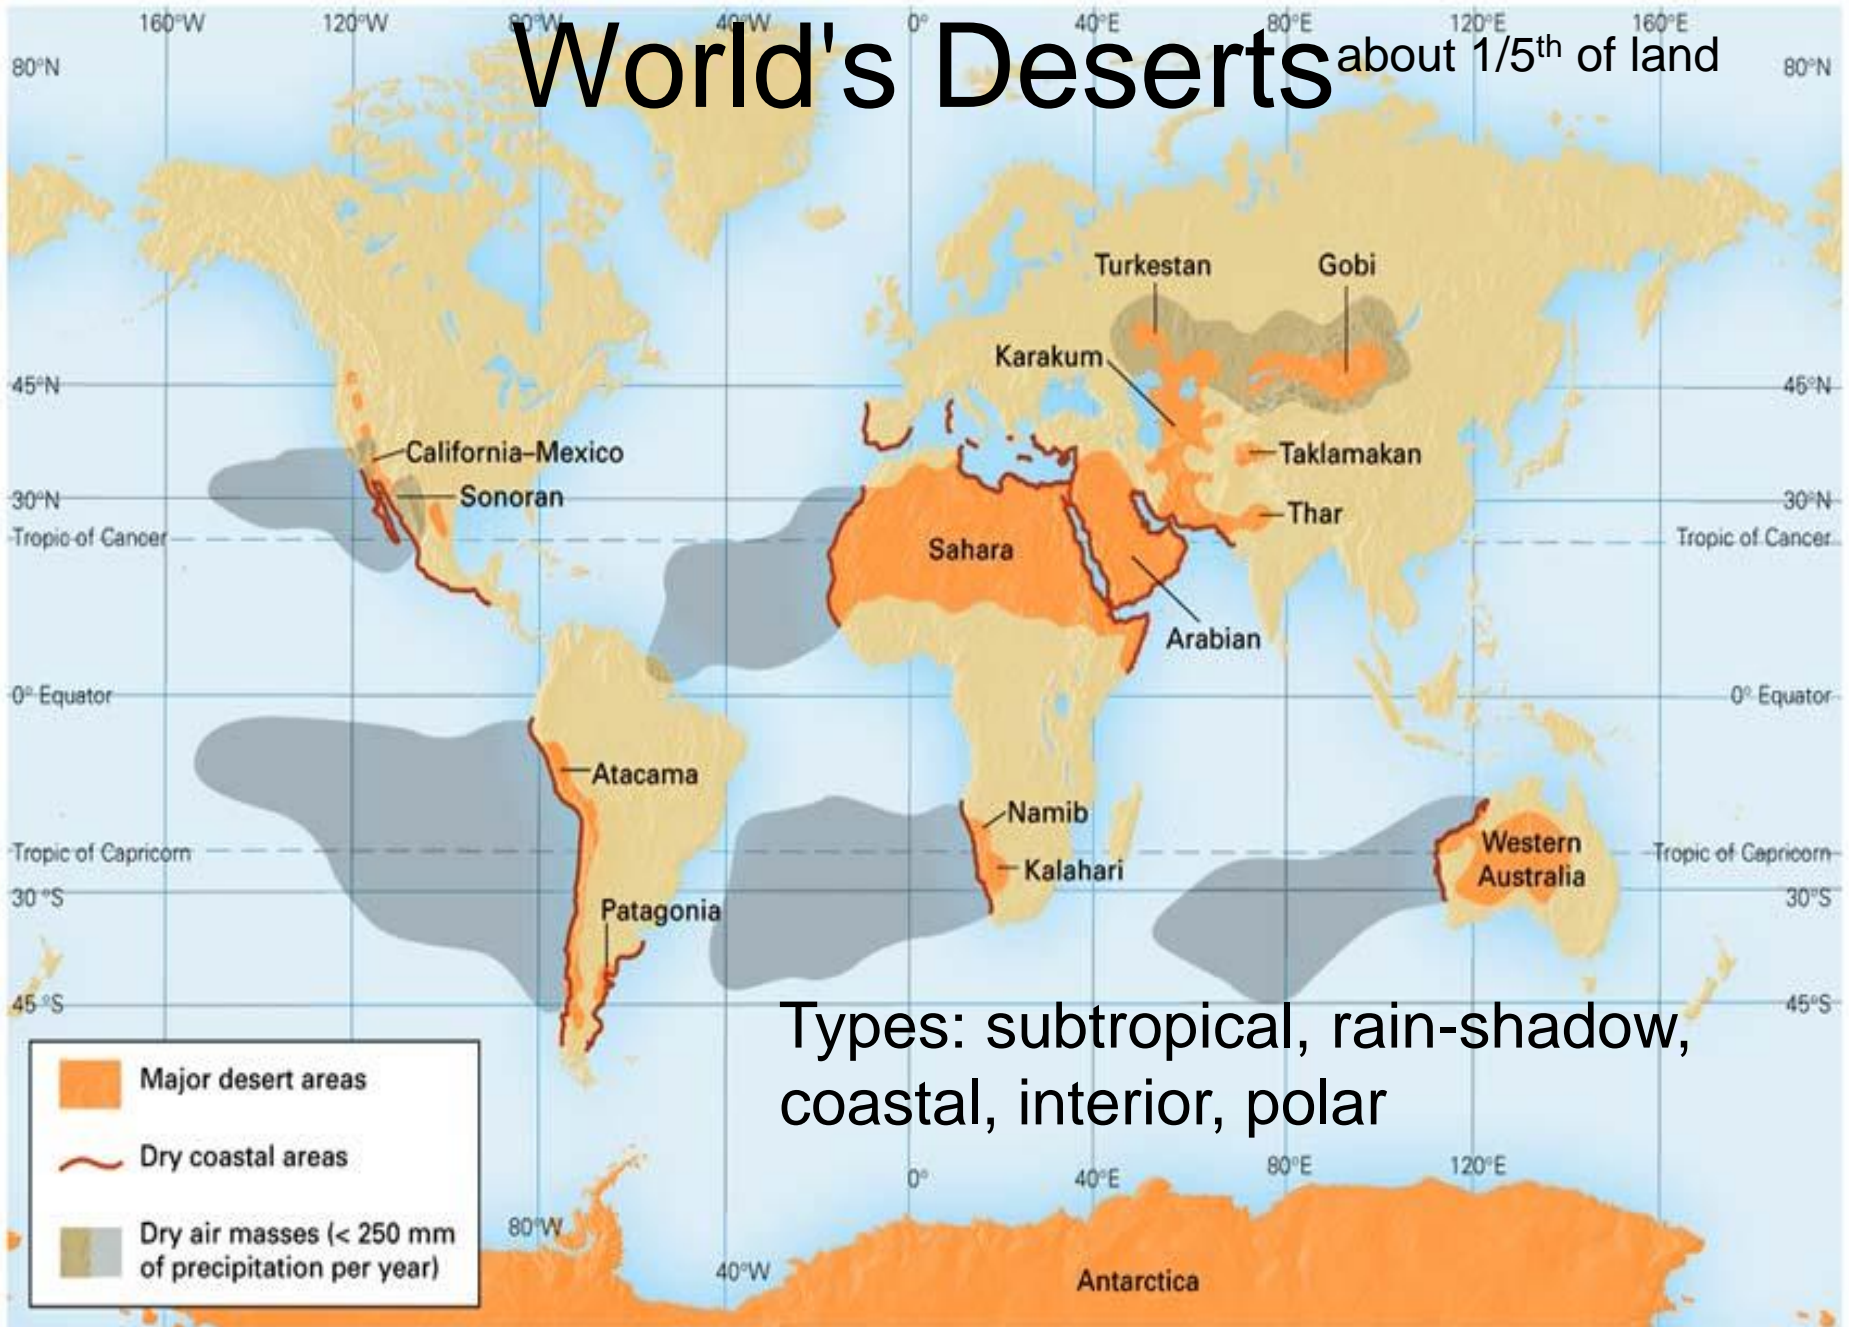 160°W 120°W 80°W 40°W 0° 40°E 80°E 120°E 160°E
World's Deserts about 1/5th of land
80°N 80°N
Turkestan Gobi
Karakum
45°N 45°N
California–Mexico Taklamakan
Sonoran
30°N 30°N
Thar
Tropic of Cancer Tropic of Cancer
Sahara
Arabian
0° Equator 0° Equator
Atacama
Namib
Western
Australia
Tropic of Capricorn Tropic of Capricorn
Kalahari
30°S 30°S
Patagonia
45°S 45°S
Types: subtropical, rain-shadow,
coastal, interior, polar
Major desert areas
Dry coastal areas
Dry air masses (< 250 mm
of precipitation per year)
0° 40°E 80°E 120°E
80°W
40°W
Antarctica